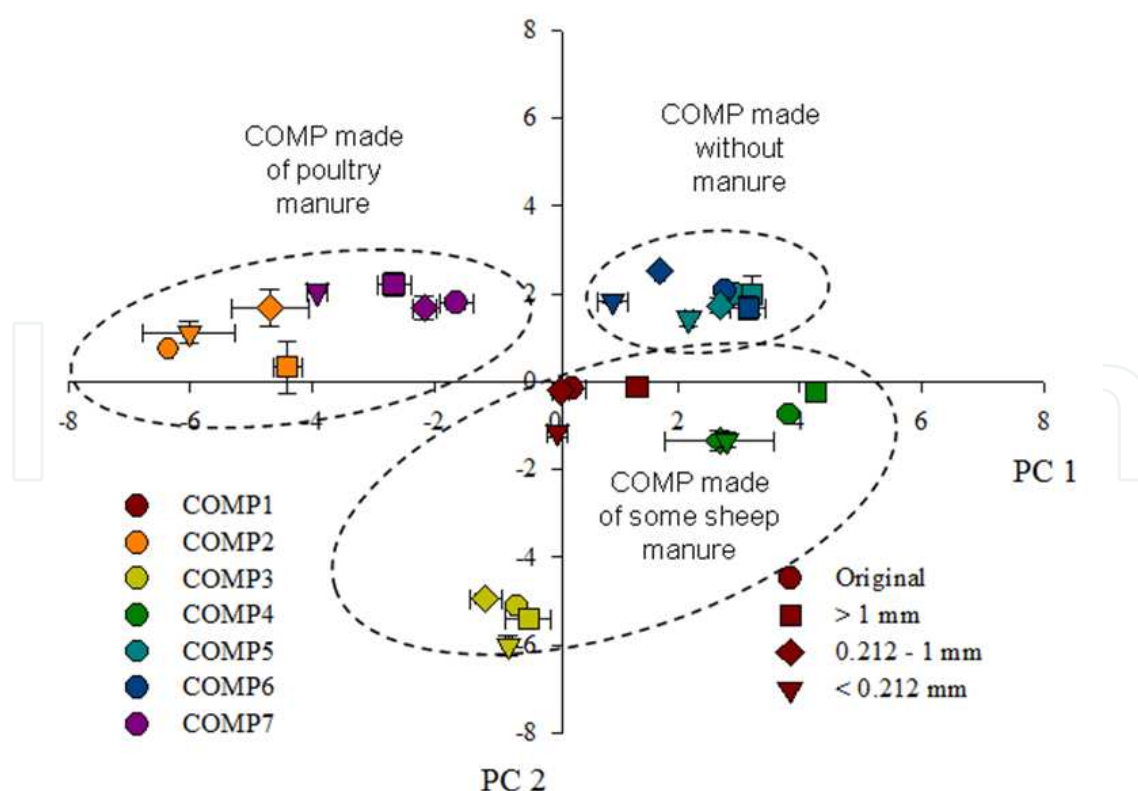 8
6
4
2
0
-2
-4
-6
-8
-8
-6
-4
-2
2
4
6
8
PC 1
PC 2
COMP made
of poultry
manure
COMP made
without
manure
COMP made
of some sheep
manure
COMP1
COMP2
COMP3
COMP4
COMP5
COMP6
COMP7
Original
> 1 mm
0.212 - 1 mm
< 0.212 mm